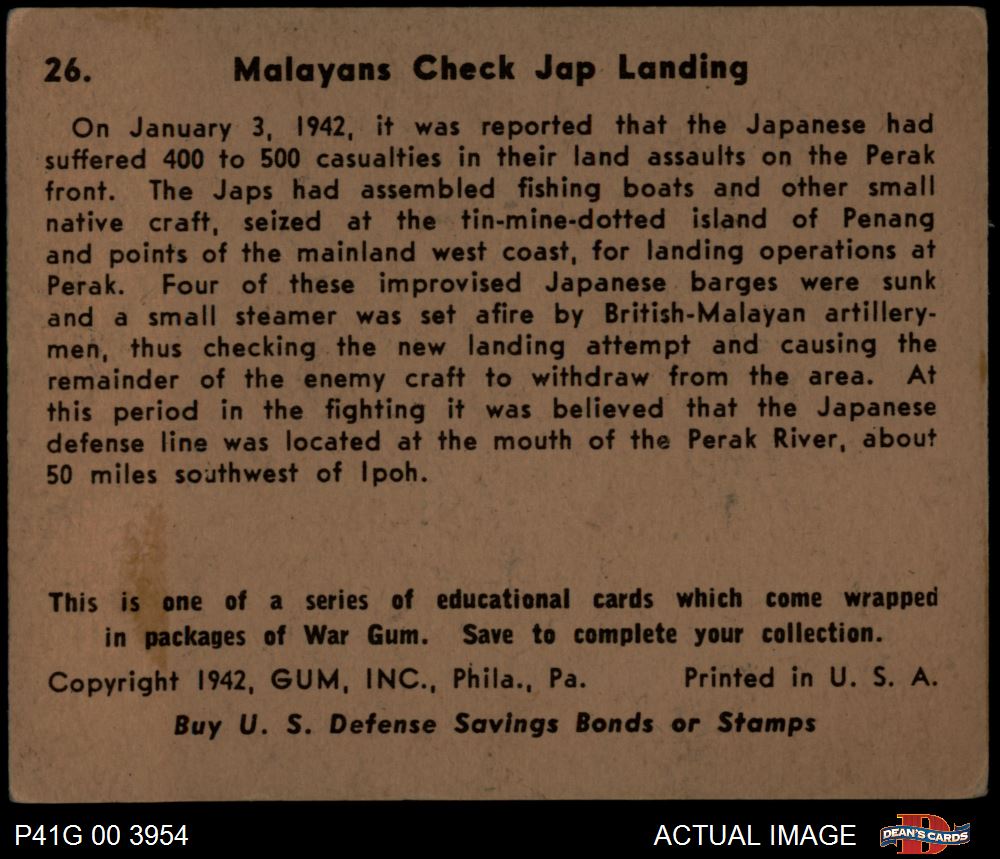 26. Malayans Check Jap Landing
On January 3, 1942, it was reported that the Japanese had
suffered 400 to 500 casualties in their land assaults on the Perak
front. The Japs had assembled fishing boats and other small
native craft, seized at the tin-mine-dotted island of Penang
and points of the mainland west coast, for landing operations at
Perak. Four of these improvised Japanese barges were sunk
and a small steamer was set afire by British-Malayan artillery-
men, thus checking the new landing attempt and causing the
remainder of the enemy craft to withdraw from the area. At
this period in the fighting it was believed that the Japanese
defense line was located at the mouth of the Perak River, about
50 miles southwest of Ipoh.
This is one of a series of educational cards which come wrapped
in packages of War Gum. Save to complete your collection.
Copyright 1942, GUM, INC., Phila., Pa. Printed in U. S. A.
Buy U. S. Defense Savings Bonds or Stamps
P41G 00 3954 ACTUAL IMAGE DEAN'S CARDS